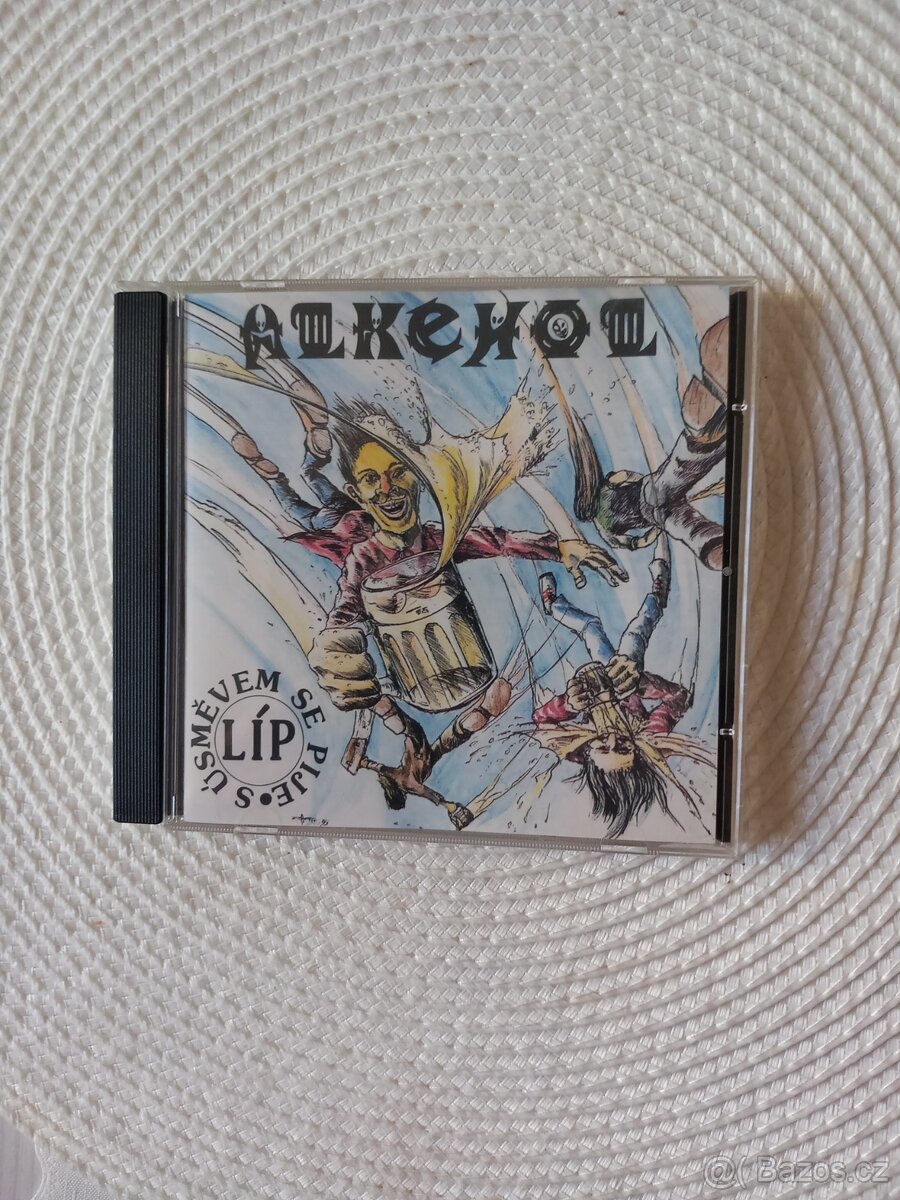 ALKEHOL
S ÚSMĚVEM SE PIJE •
LÍP
@( Bazos.cz